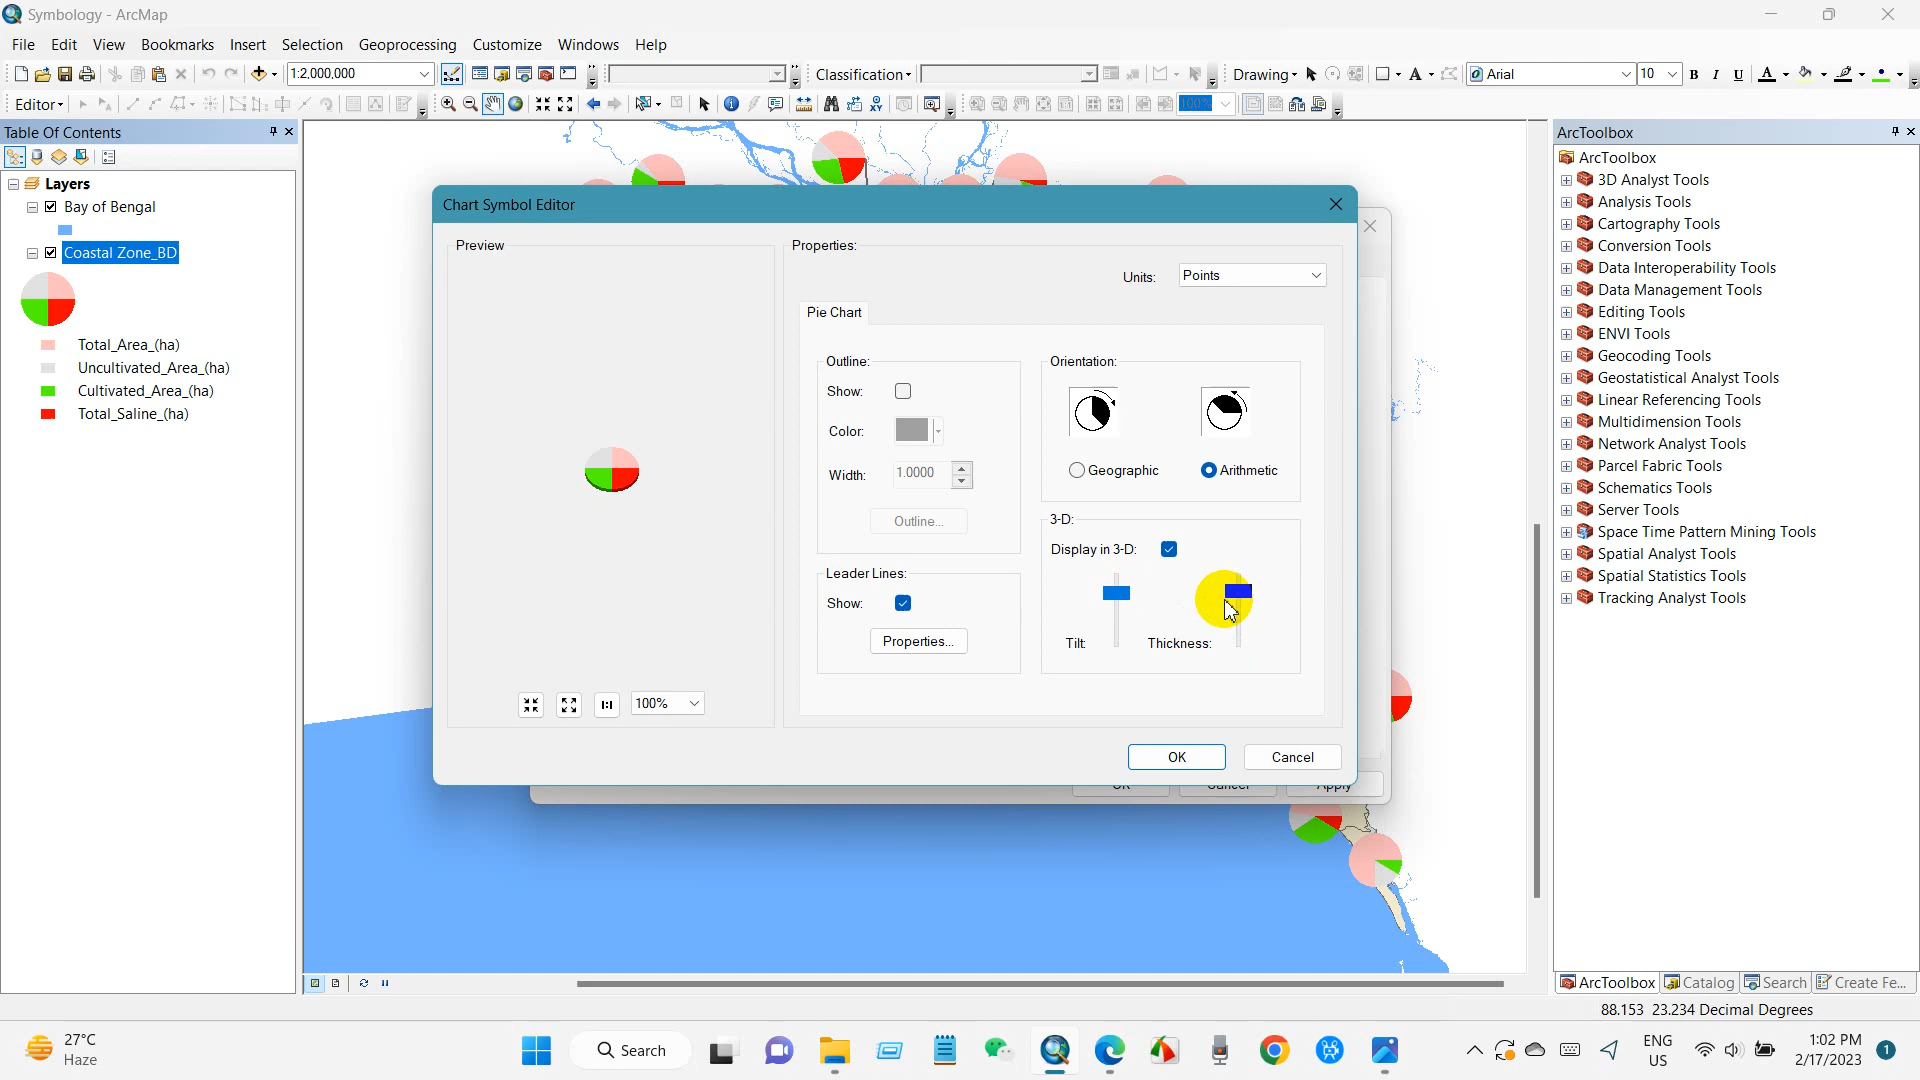 Symbology - ArcMap
File Edit View Bookmarks Insert Selection Geoprocessing Customize Windows Help
1:2,000,000 Classification Drawing Arial 10 B I U A
Editor 100%
Table Of Contents
Layers
Bay of Bengal
Coastal Zone_BD
Total_Area_(ha)
Uncultivated_Area_(ha)
Cultivated_Area_(ha)
Total_Saline_(ha)
Chart Symbol Editor
Preview
100%
Properties:
Units: Points
Pie Chart
Outline:
Show:
Color:
Width: 1.0000
Outline...
Leader Lines:
Show:
Properties...
Orientation:
Geographic Arithmetic
3-D:
Display in 3-D:
Tilt: Thickness:
OK Cancel
OK Cancel Apply
ArcToolbox
ArcToolbox
3D Analyst Tools
Analysis Tools
Cartography Tools
Conversion Tools
Data Interoperability Tools
Data Management Tools
Editing Tools
ENVI Tools
Geocoding Tools
Geostatistical Analyst Tools
Linear Referencing Tools
Multidimension Tools
Network Analyst Tools
Parcel Fabric Tools
Schematics Tools
Server Tools
Space Time Pattern Mining Tools
Spatial Analyst Tools
Spatial Statistics Tools
Tracking Analyst Tools
ArcToolbox Catalog Search Create Fe...
88.153 23.234 Decimal Degrees
27°C
Haze
Search
ENG
US
1:02 PM
2/17/2023
1